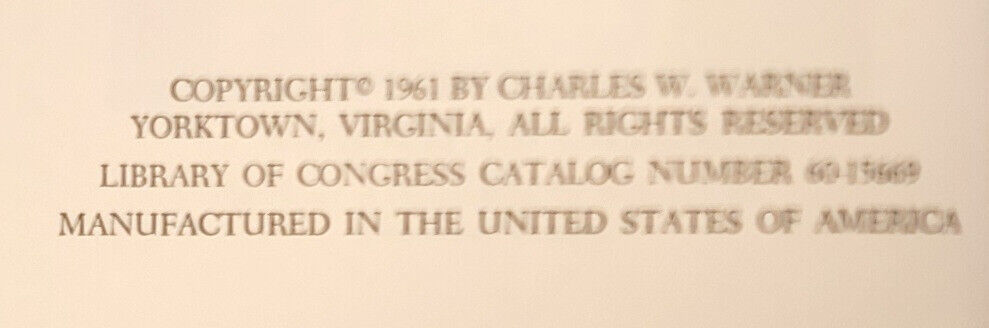 COPYRIGHT© 1961 BY CHARLES W. WARNER
YORKTOWN, VIRGINIA, ALL RIGHTS RESERVED
LIBRARY OF CONGRESS CATALOG NUMBER
MANUFACTURED IN THE UNITED STATES OF AMERICA